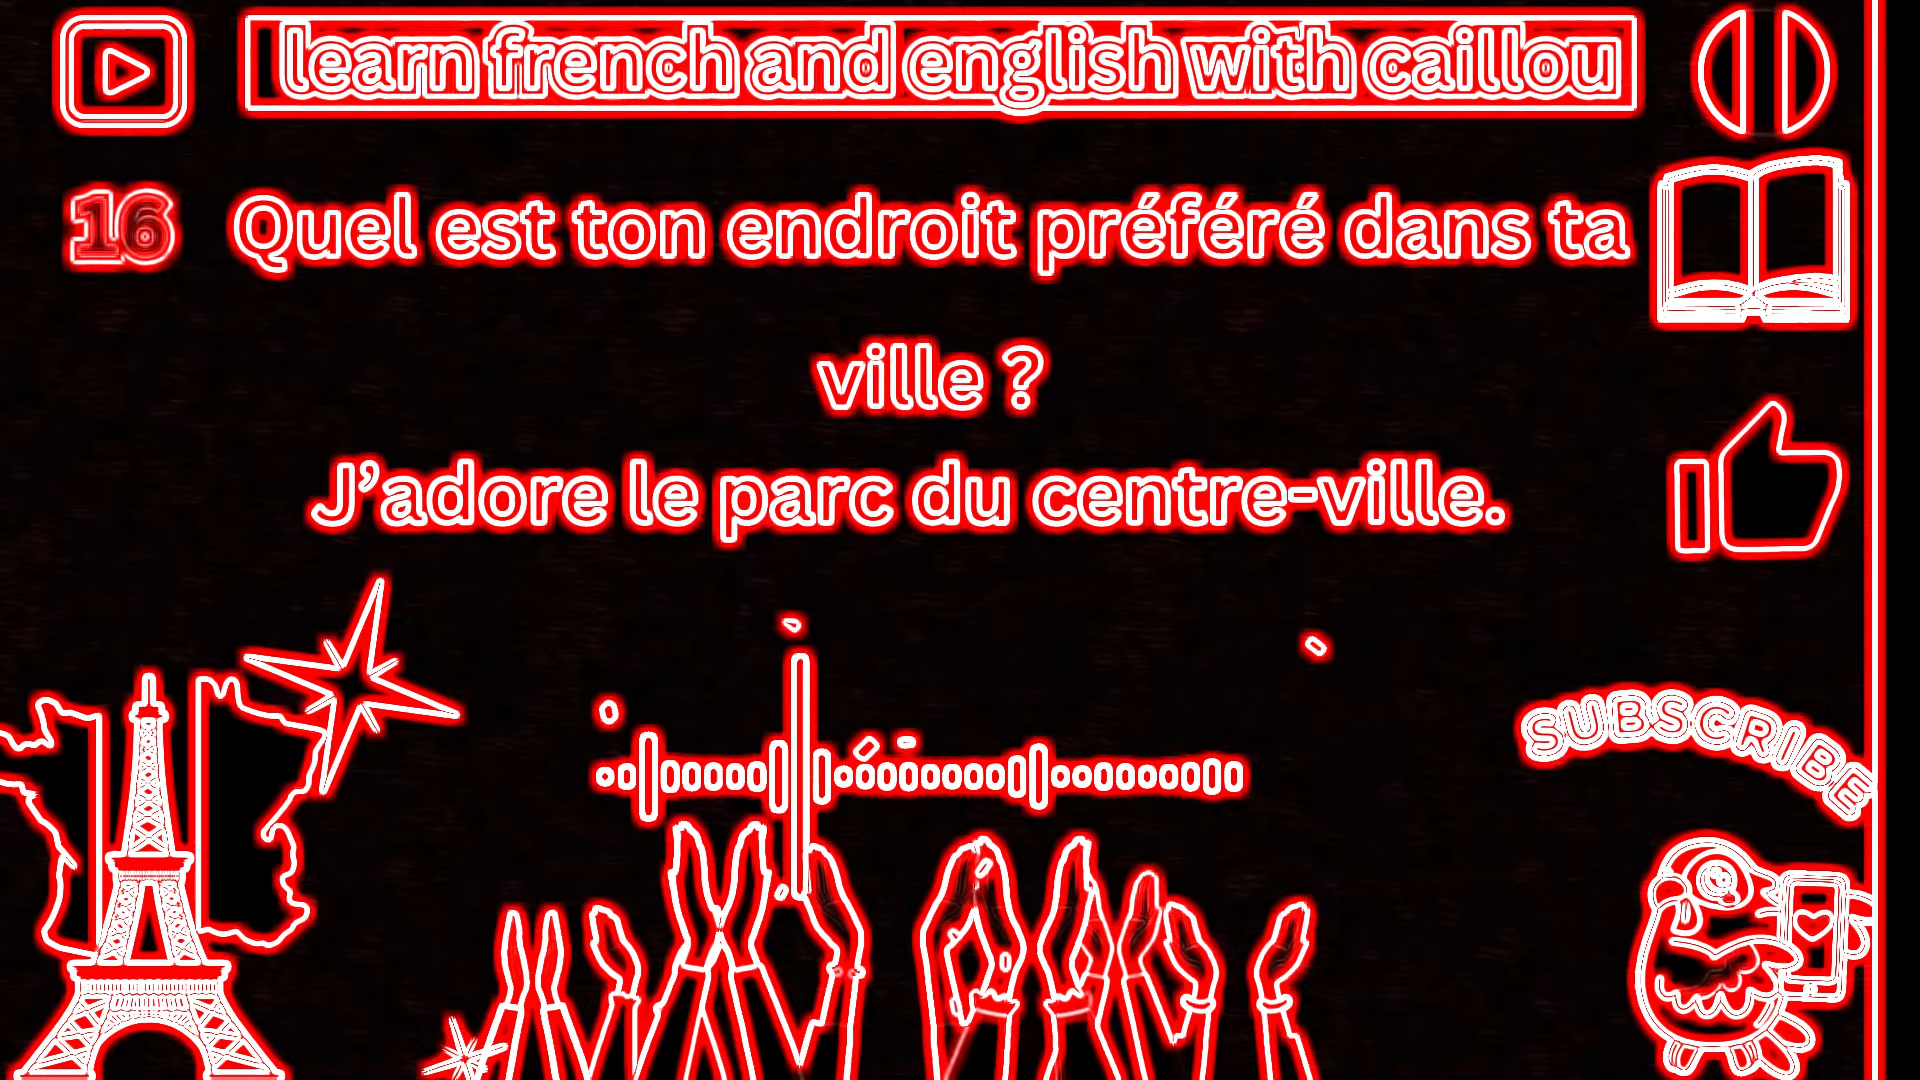 learn french and english with caillou
16 Quel est ton endroit préféré dans ta
ville ?
J’adore le parc du centre-ville.
SUBSCRIBE